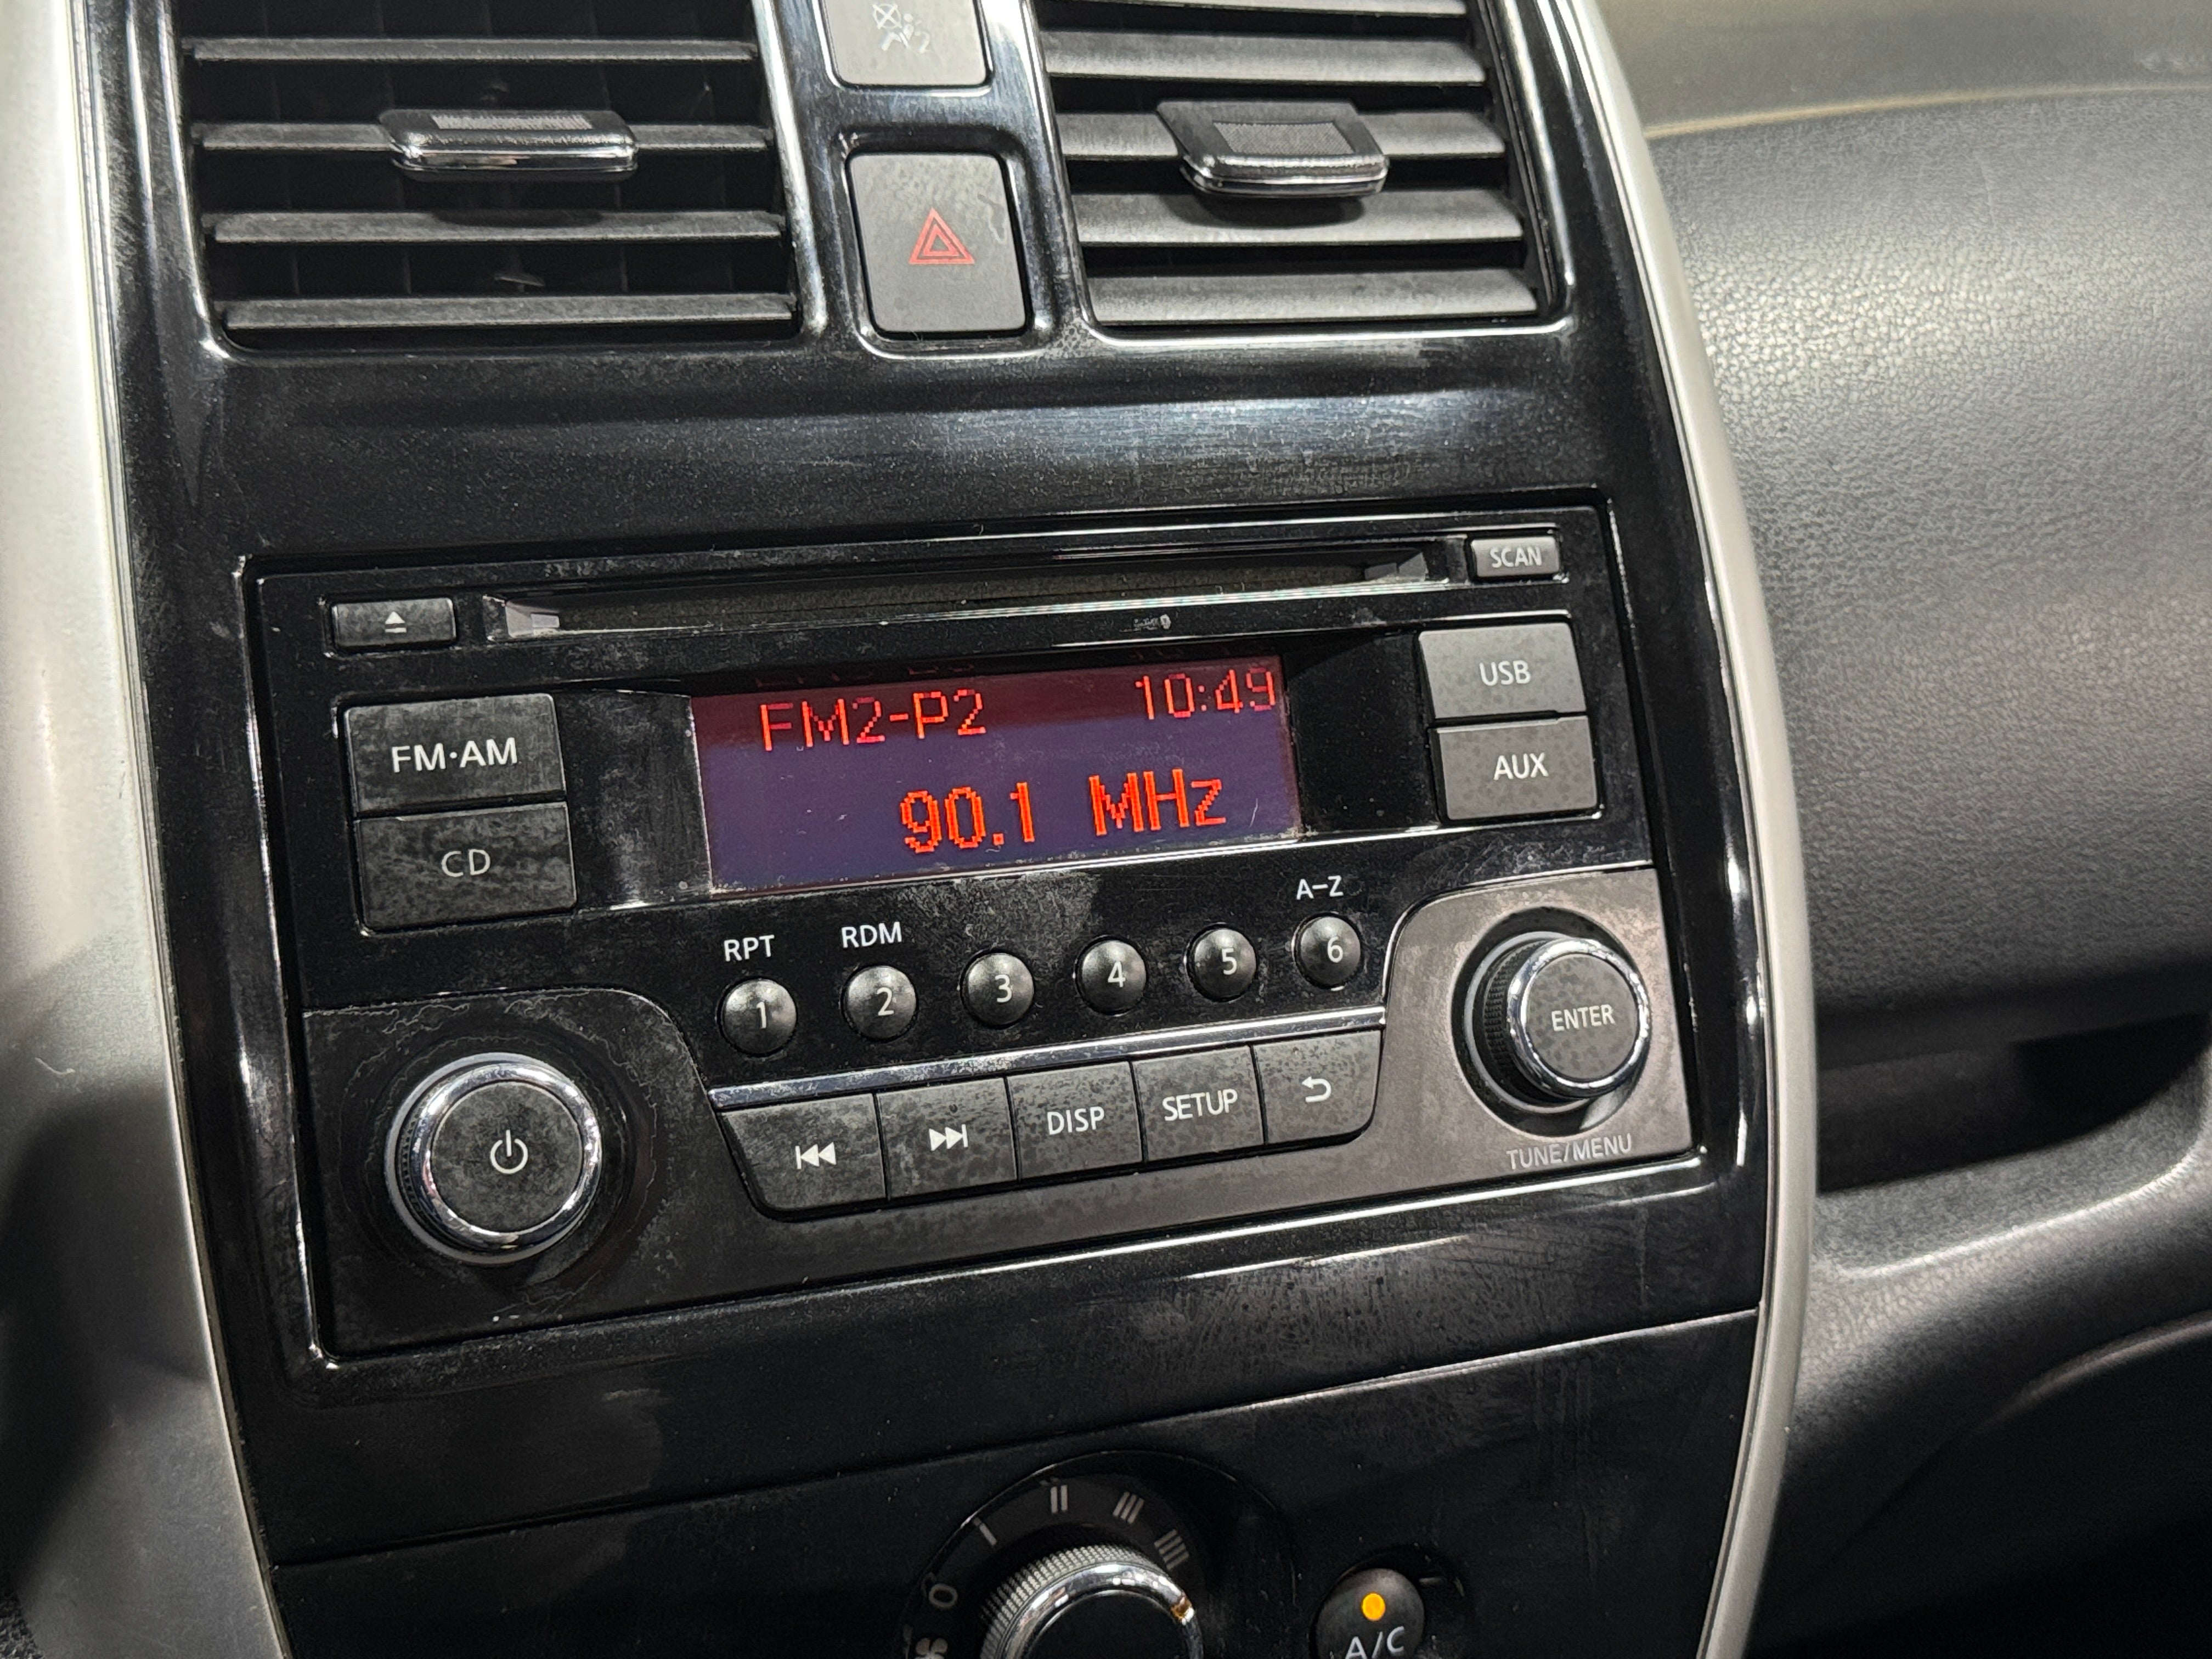 SCAN
FM2-P2 10:49
90.1 MHz
FM·AM
CD
USB
AUX
RPT RDM A-Z
1 2 3 4 5 6
DISP SETUP
ENTER
TUNE/MENU
0
A/C